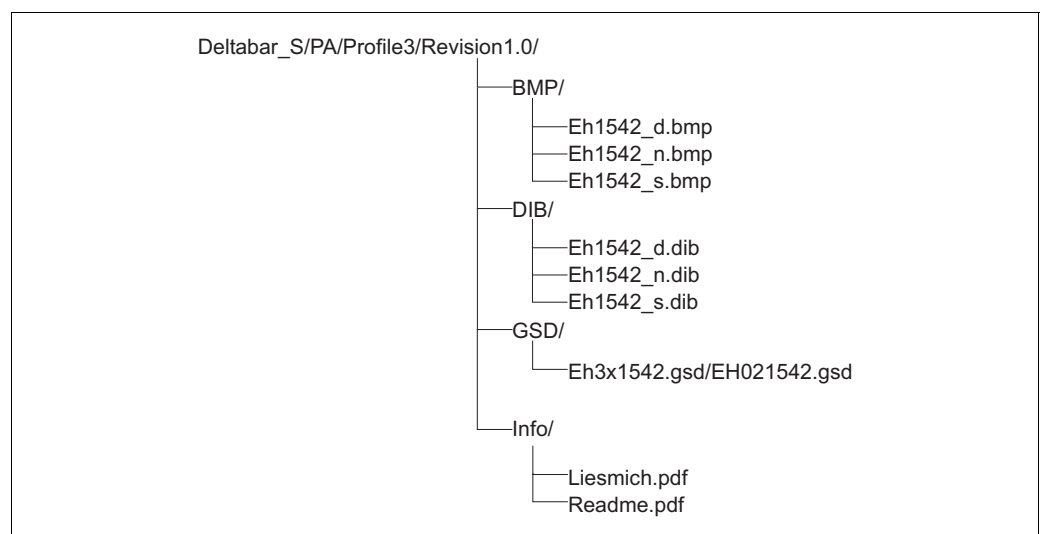 Deltabar_S/PA/Profile3/Revision1.0/
BMP/
Eh1542_d.bmp
Eh1542_n.bmp
Eh1542_s.bmp
DIB/
Eh1542_d.dib
Eh1542_n.dib
Eh1542_s.dib
GSD/
Eh3x1542.gsd/EH021542.gsd
Info/
Liesmich.pdf
Readme.pdf